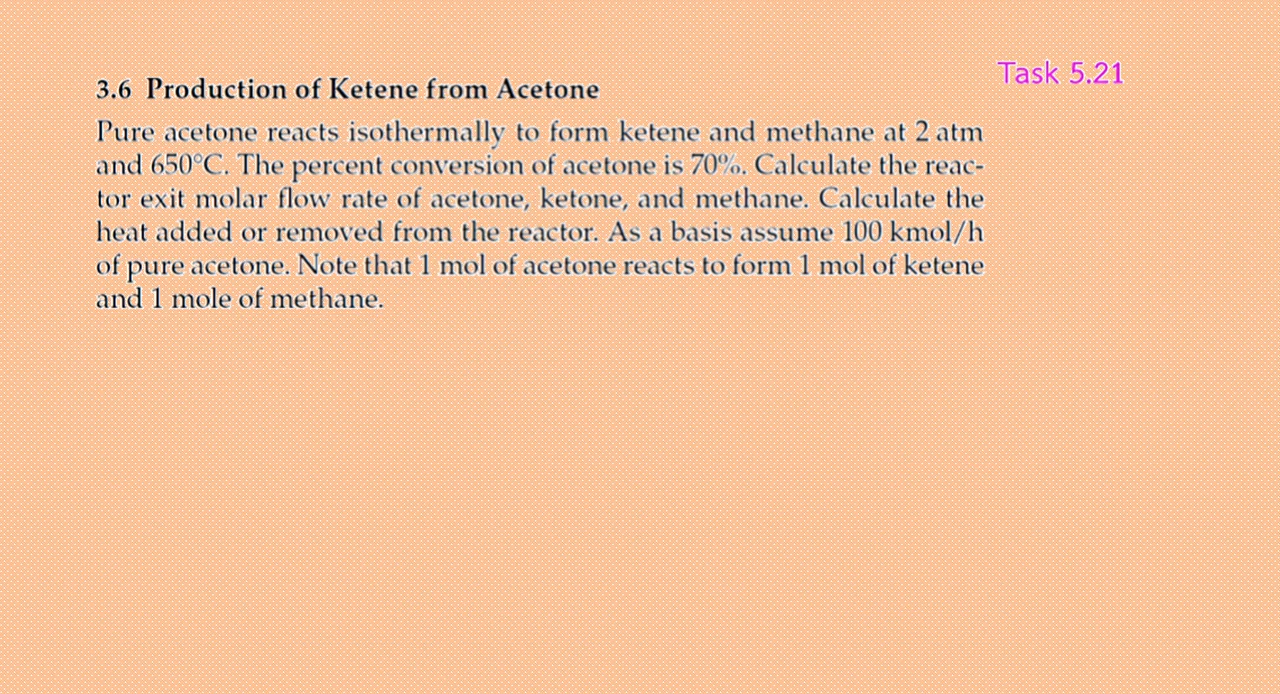 Task 5.21
3.6 Production of Ketene from Acetone
Pure acetone reacts isothermally to form ketene and methane at 2 atm
and 650°C. The percent conversion of acetone is 70%. Calculate the reac-
tor exit molar flow rate of acetone, ketone, and methane. Calculate the
heat added or removed from the reactor. As a basis assume 100 kmol/h
of pure acetone. Note that 1 mol of acetone reacts to form 1 mol of ketene
and 1 mole of methane.